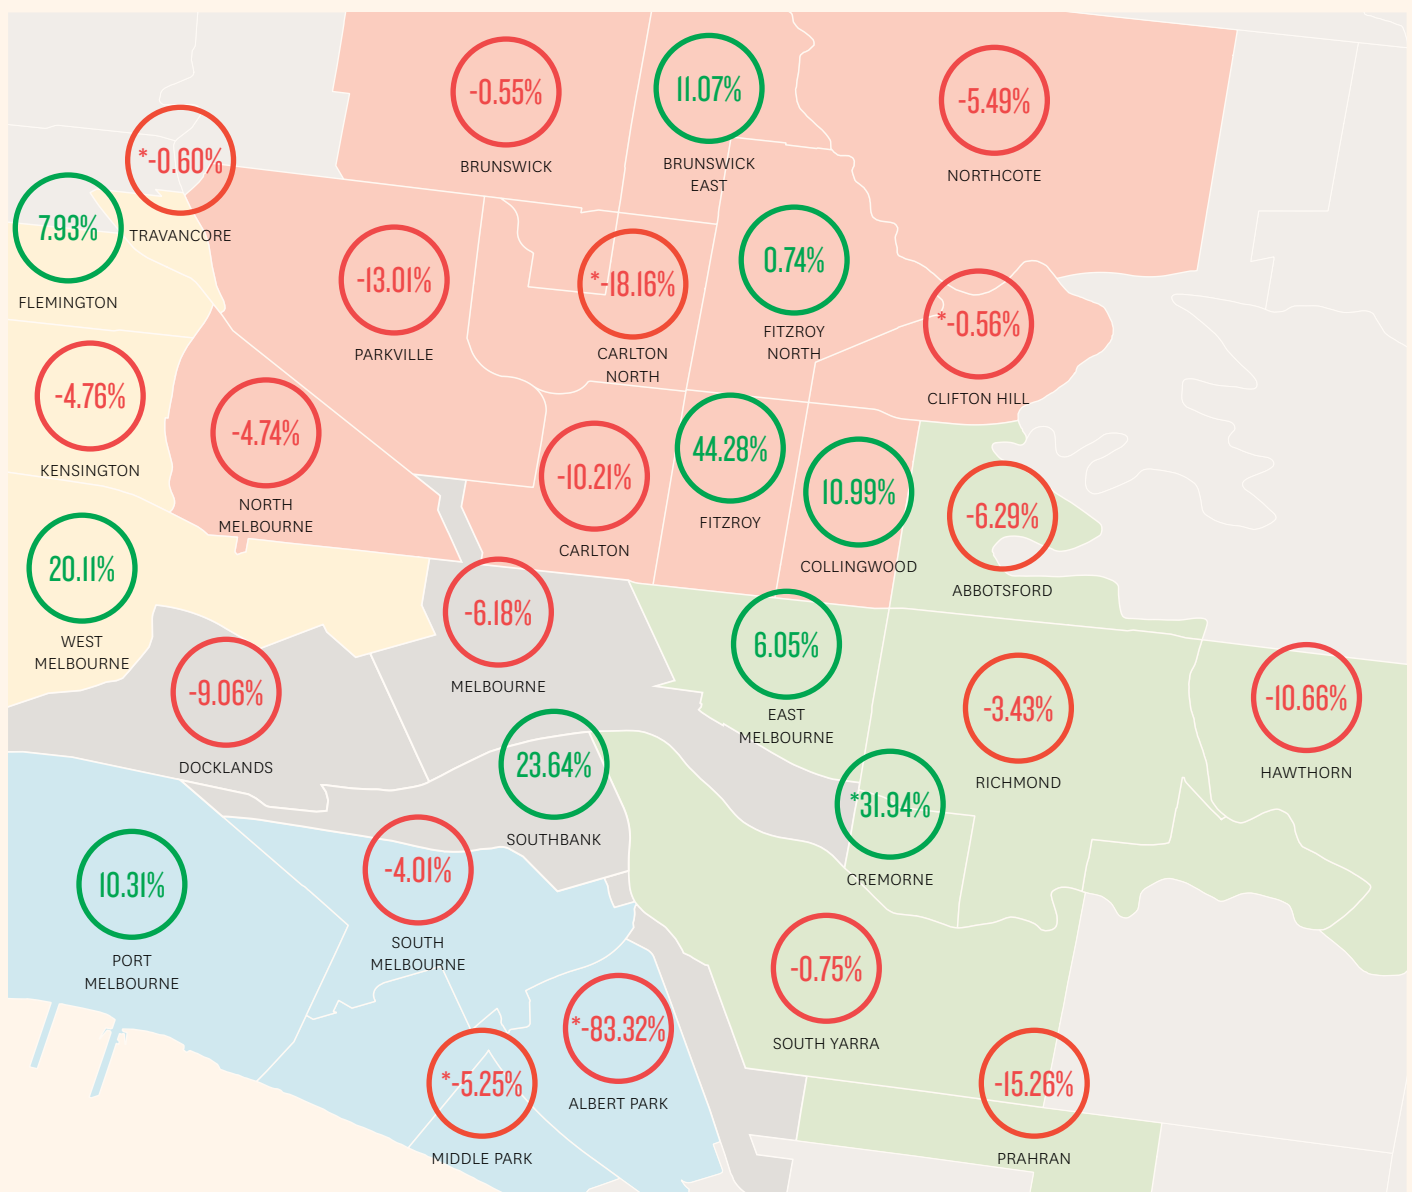 -0.55%
BRUNSWICK
11.07%
BRUNSWICK
EAST
-5.49%
NORTHCOTE
*-0.60%
TRAVANCORE
7.93%
FLEMINGTON
-13.01%
PARKVILLE
*-18.16%
CARLTON
NORTH
0.74%
FITZROY
NORTH
*-0.56%
CLIFTON HILL
-4.76%
KENSINGTON
-4.74%
NORTH
MELBOURNE
-10.21%
CARLTON
44.28%
FITZROY
10.99%
COLLINGWOOD
-6.29%
ABBOTSFORD
20.11%
WEST
MELBOURNE
-6.18%
MELBOURNE
6.05%
EAST
MELBOURNE
-9.06%
DOCKLANDS
-3.43%
RICHMOND
-10.66%
HAWTHORN
23.64%
SOUTHBANK
*31.94%
CREMORNE
10.31%
PORT
MELBOURNE
-4.01%
SOUTH
MELBOURNE
-0.75%
SOUTH YARRA
*-83.32%
ALBERT PARK
*-5.25%
MIDDLE PARK
-15.26%
PRAHRAN